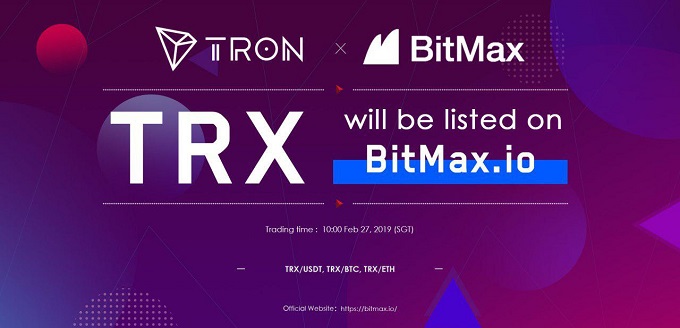 TRON × BitMax
TRX
will be listed on
BitMax.io
Trading time : 10:00 Feb 27, 2019 (SGT)
— TRX/USDT, TRX/BTC, TRX/ETH —
Official Website: https://bitmax.io/